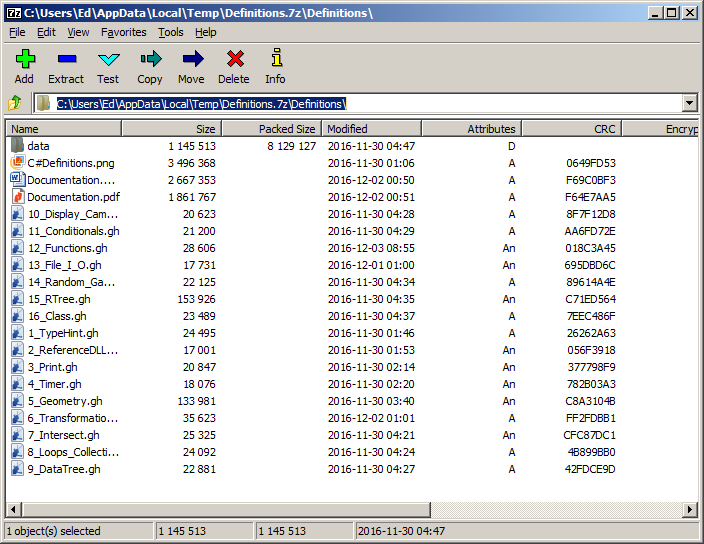 C:\Users\Ed\AppData\Local\Temp\Definitions.7z\Definitions\
File Edit View Favorites Tools Help
Add Extract Test Copy Move Delete Info
C:\Users\Ed\AppData\Local\Temp\Definitions.7z\Definitions\
Name Size Packed Size Modified Attributes CRC Encryp
data 1 145 513 8 129 127 2016-11-30 04:47 D
C#Definitions.png 3 496 368 2016-11-30 01:06 A 0649FD53
Documentation.... 2 667 353 2016-12-02 00:50 A F69C0BF3
Documentation.pdf 1 861 767 2016-12-02 00:51 A F64E7AA5
10_Display_Cam... 20 623 2016-11-30 04:28 A 8F7F12D8
11_Conditionals.gh 21 200 2016-11-30 04:29 A AA6FD72E
12_Functions.gh 28 606 2016-12-03 08:55 An 018C3A45
13_File_I_O.gh 17 731 2016-12-01 01:00 An 695DBD6C
14_Random_Ga... 22 125 2016-11-30 04:34 A 89614A4E
15_RTree.gh 153 926 2016-11-30 04:35 An C71ED564
16_Class.gh 23 489 2016-11-30 04:37 A 7EEC486F
1_TypeHint.gh 24 495 2016-11-30 01:46 A 26262A63
2_ReferenceDLL... 17 001 2016-11-30 01:53 An 056F3918
3_Print.gh 20 847 2016-11-30 02:14 An 377798F9
4_Timer.gh 18 076 2016-11-30 02:20 An 782B03A3
5_Geometry.gh 133 981 2016-11-30 03:40 An C8A3104B
6_Transformatio... 35 623 2016-12-02 01:01 A FF2FDBB1
7_Intersect.gh 25 325 2016-11-30 04:21 An CFC87DC1
8_Loops_Collecti... 24 092 2016-11-30 04:24 A 4B899BB0
9_DataTree.gh 22 881 2016-11-30 04:27 A 42FDCE9D
1 object(s) selected 1 145 513 1 145 513 2016-11-30 04:47